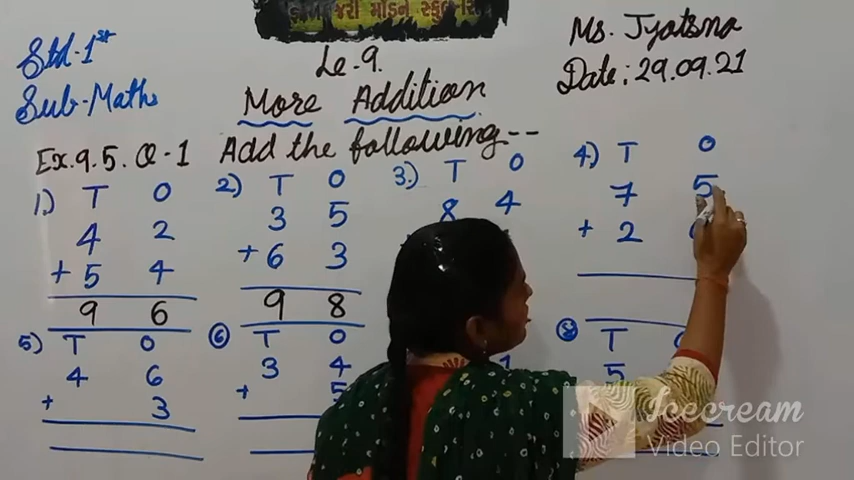 મોડર્ન સ્કૂલ
Std-1st
Sub-Maths
Le-9.
More Addition
Ms. Jyotsna
Date: 29.09.21
Ex.9.5. Q-1 Add the following--
1.) T O
4 2
+ 5 4
9 6
2) T O
3 5
+ 6 3
9 8
3.) T O
8 4
4.) T O
7 5
+ 2
5) T O
4 6
+ 3
6 T O
3 4
+ 5
T
5
Icecream
Video Editor